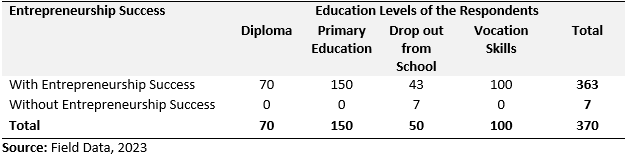 Entrepreneurship Success Education Levels of the Respondents
Diploma Primary Education Drop out from School Vocation Skills Total
With Entrepreneurship Success 70 150 43 100 363
Without Entrepreneurship Success 0 0 7 0 7
Total 70 150 50 100 370
Source: Field Data, 2023